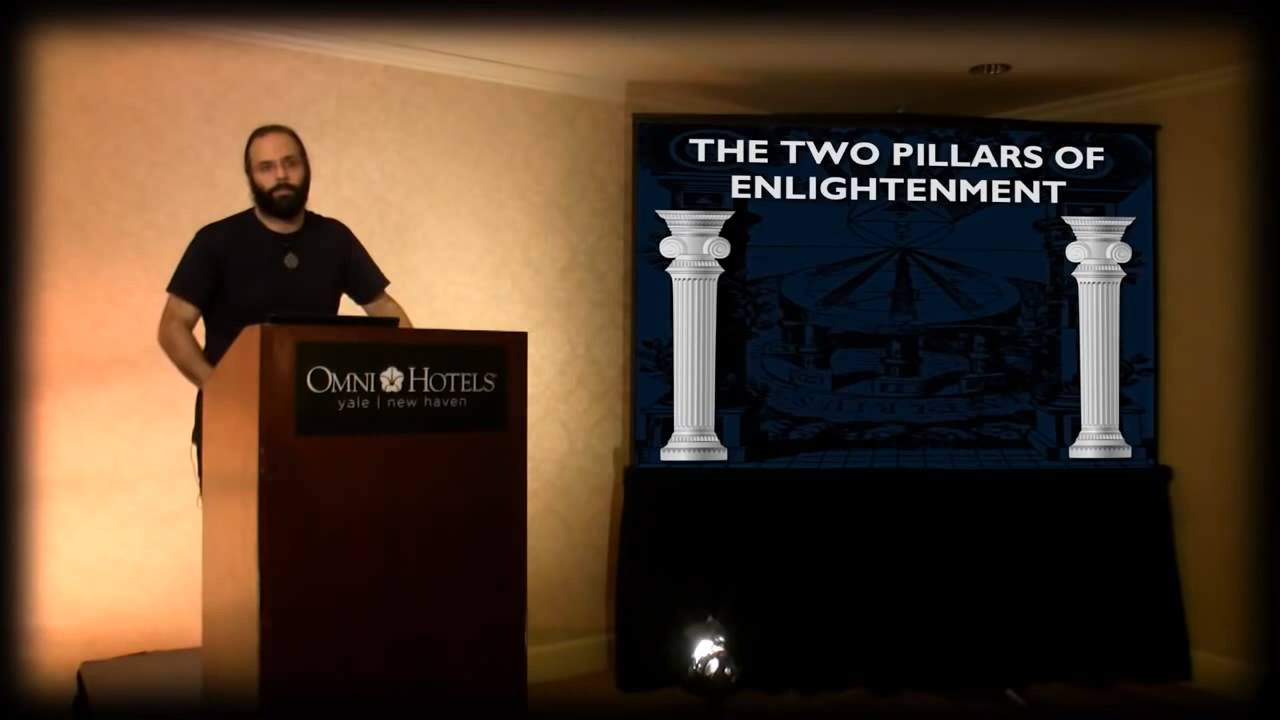 THE TWO PILLARS OF
ENLIGHTENMENT
OMNI HOTELS
yale | new haven